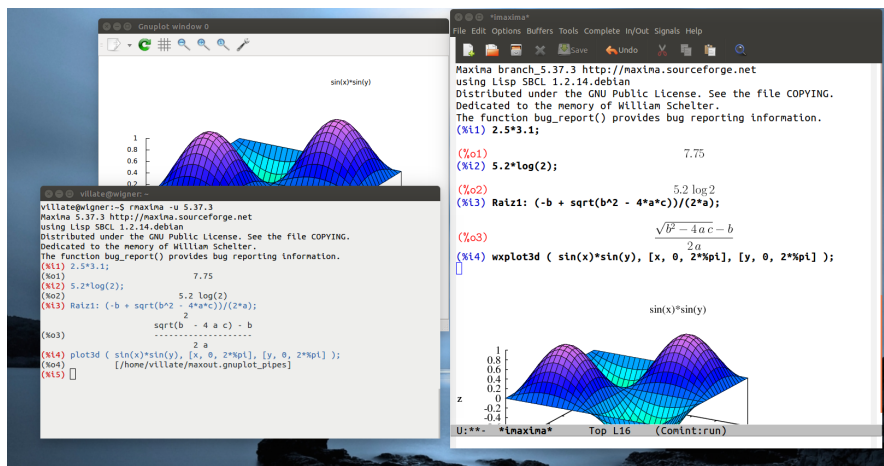 Gnuplot window 0
sin(x)*sin(y)
1
0.8
0.6
0.4
0.2
villate@wigner: ~
villate@wigner:~$ rmaxima -u 5.37.3
Maxima 5.37.3 http://maxima.sourceforge.net
using Lisp SBCL 1.2.14.debian
Distributed under the GNU Public License. See the file COPYING.
Dedicated to the memory of William Schelter.
The function bug_report() provides bug reporting information.
(%i1) 2.5*3.1;
(%o1) 7.75
(%i2) 5.2*log(2);
(%o2) 5.2 log(2)
(%i3) Raiz1: (-b + sqrt(b^2 - 4*a*c))/(2*a);
2
sqrt(b  - 4 a c) - b
(%o3) --------------------
2 a
(%i4) plot3d ( sin(x)*sin(y), [x, 0, 2*%pi], [y, 0, 2*%pi] );
(%o4) [/home/villate/maxout.gnuplot_pipes]
(%i5)
*imaxima*
File Edit Options Buffers Tools Complete In/Out Signals Help
Save Undo
Maxima branch_5.37.3 http://maxima.sourceforge.net
using Lisp SBCL 1.2.14.debian
Distributed under the GNU Public License. See the file COPYING.
Dedicated to the memory of William Schelter.
The function bug_report() provides bug reporting information.
(%i1) 2.5*3.1;
(%o1) 7.75
(%i2) 5.2*log(2);
(%o2) 5.2 log 2
(%i3) Raiz1: (-b + sqrt(b^2 - 4*a*c))/(2*a);
√b² − 4 a c − b
(%o3)
2 a
(%i4) wxplot3d ( sin(x)*sin(y), [x, 0, 2*%pi], [y, 0, 2*%pi] );
sin(x)*sin(y)
1
0.8
0.6
0.4
0.2
z 0
-0.2
-0.4
U:**- *imaxima* Top L16 (Comint:run)